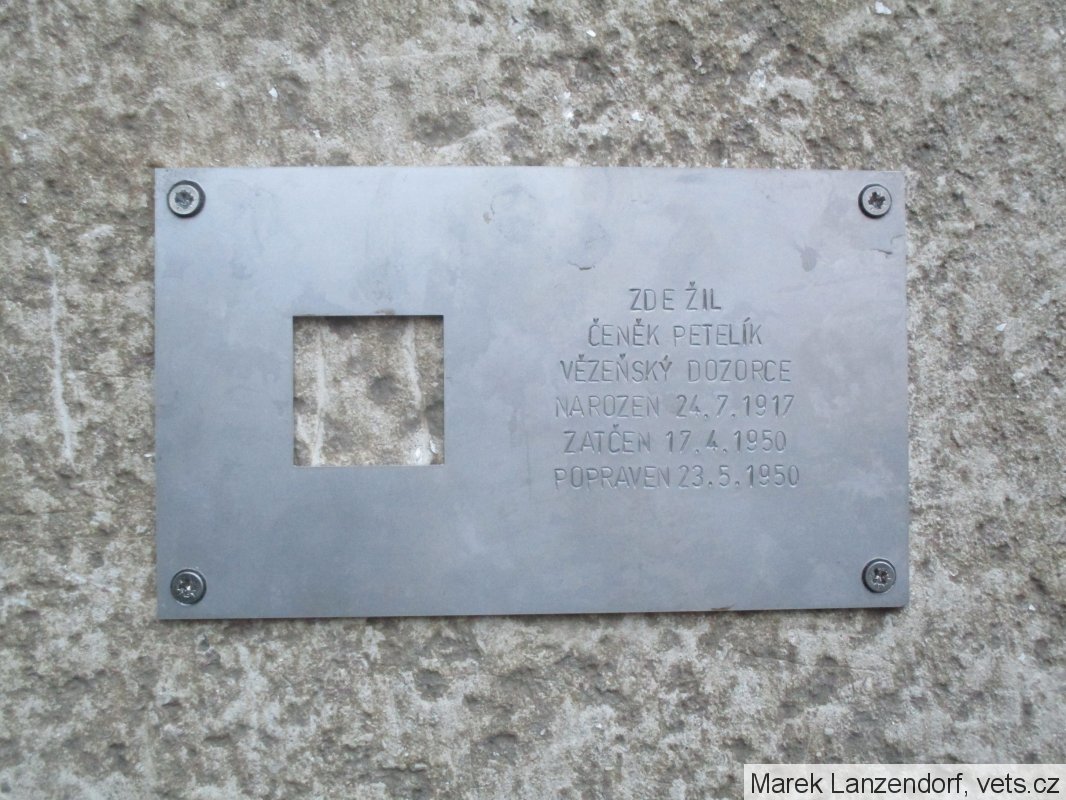 ZDE ŽIL
ČENĚK PETELÍK
VĚZEŇSKÝ DOZORCE
NAROZEN 24.7.1917
ZATČEN 17.4.1950
POPRAVEN 23.5.1950
Marek Lanzendorf, vets.cz